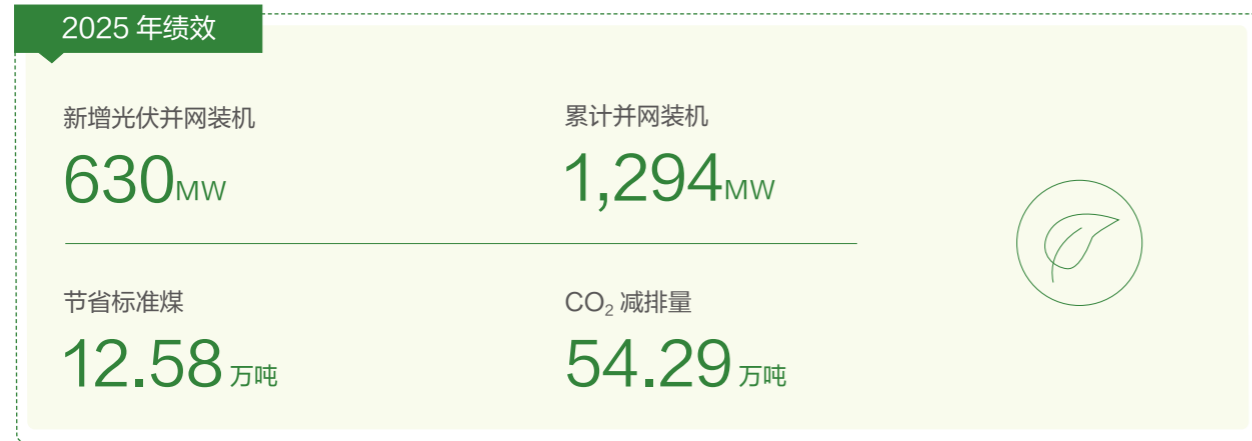 2025 年绩效
新增光伏并网装机
630MW
累计并网装机
1,294MW
节省标准煤
12.58 万吨
CO₂ 减排量
54.29 万吨